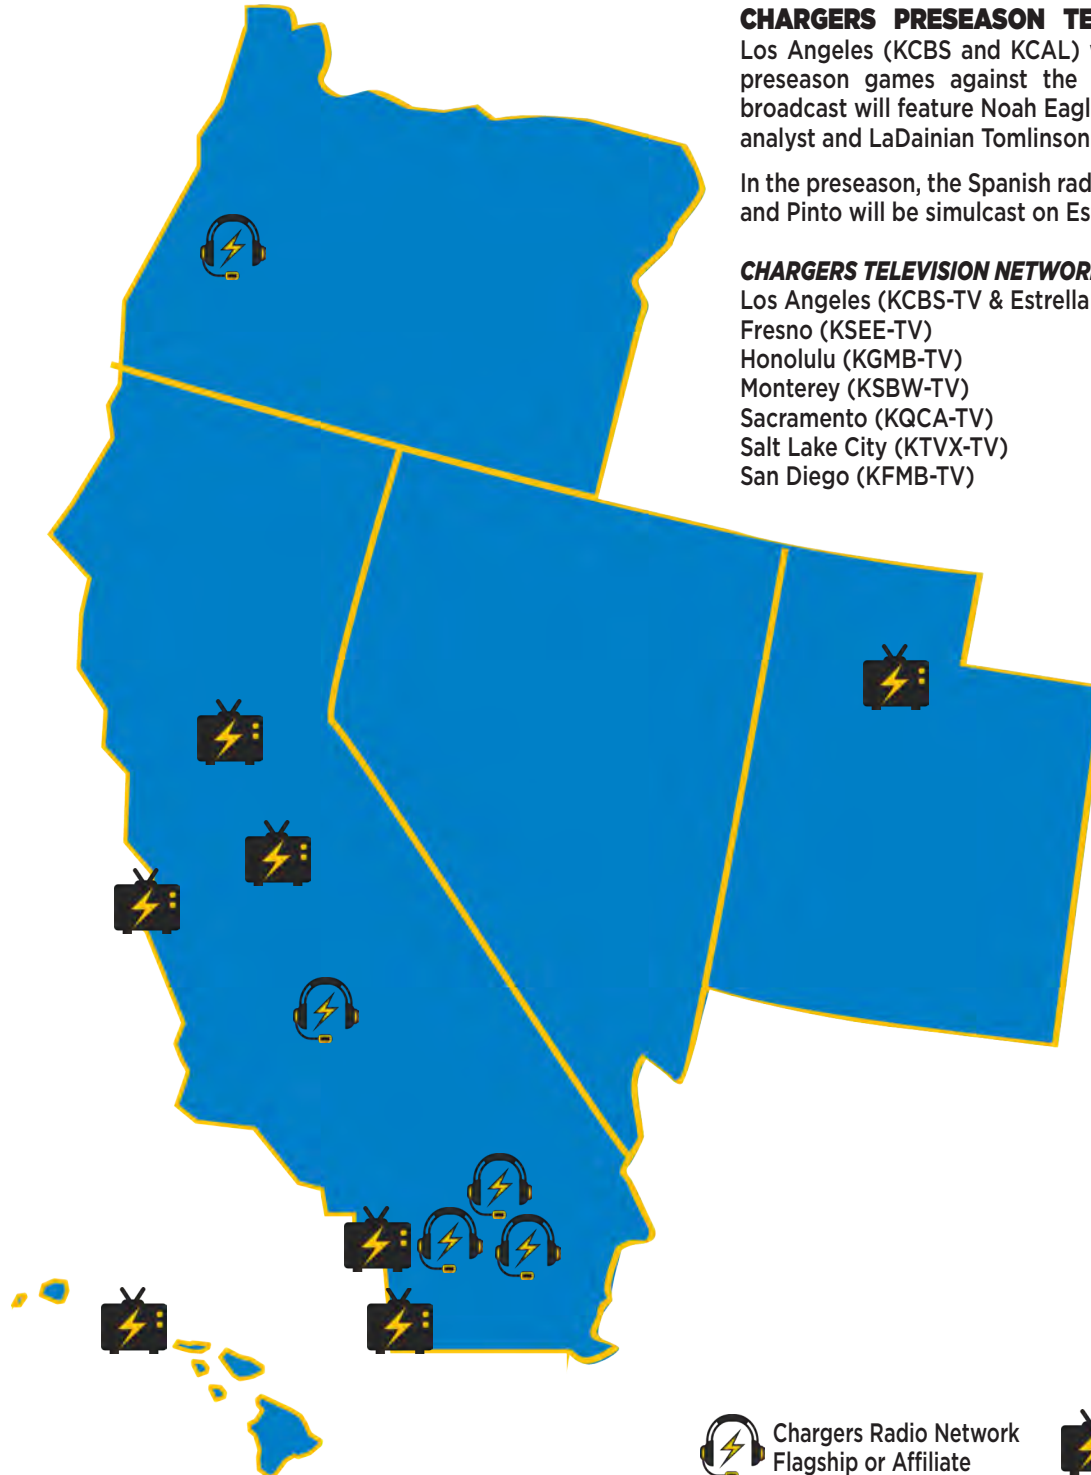 CHARGERS PRESEASON TE
Los Angeles (KCBS and KCAL)
preseason games against the
broadcast will feature Noah Eagl
analyst and LaDainian Tomlinson
In the preseason, the Spanish rad
and Pinto will be simulcast on Es
CHARGERS TELEVISION NETWOR
Los Angeles (KCBS-TV & Estrella
Fresno (KSEE-TV)
Honolulu (KGMB-TV)
Monterey (KSBW-TV)
Sacramento (KQCA-TV)
Salt Lake City (KTVX-TV)
San Diego (KFMB-TV)
Chargers Radio Network
Flagship or Affiliate